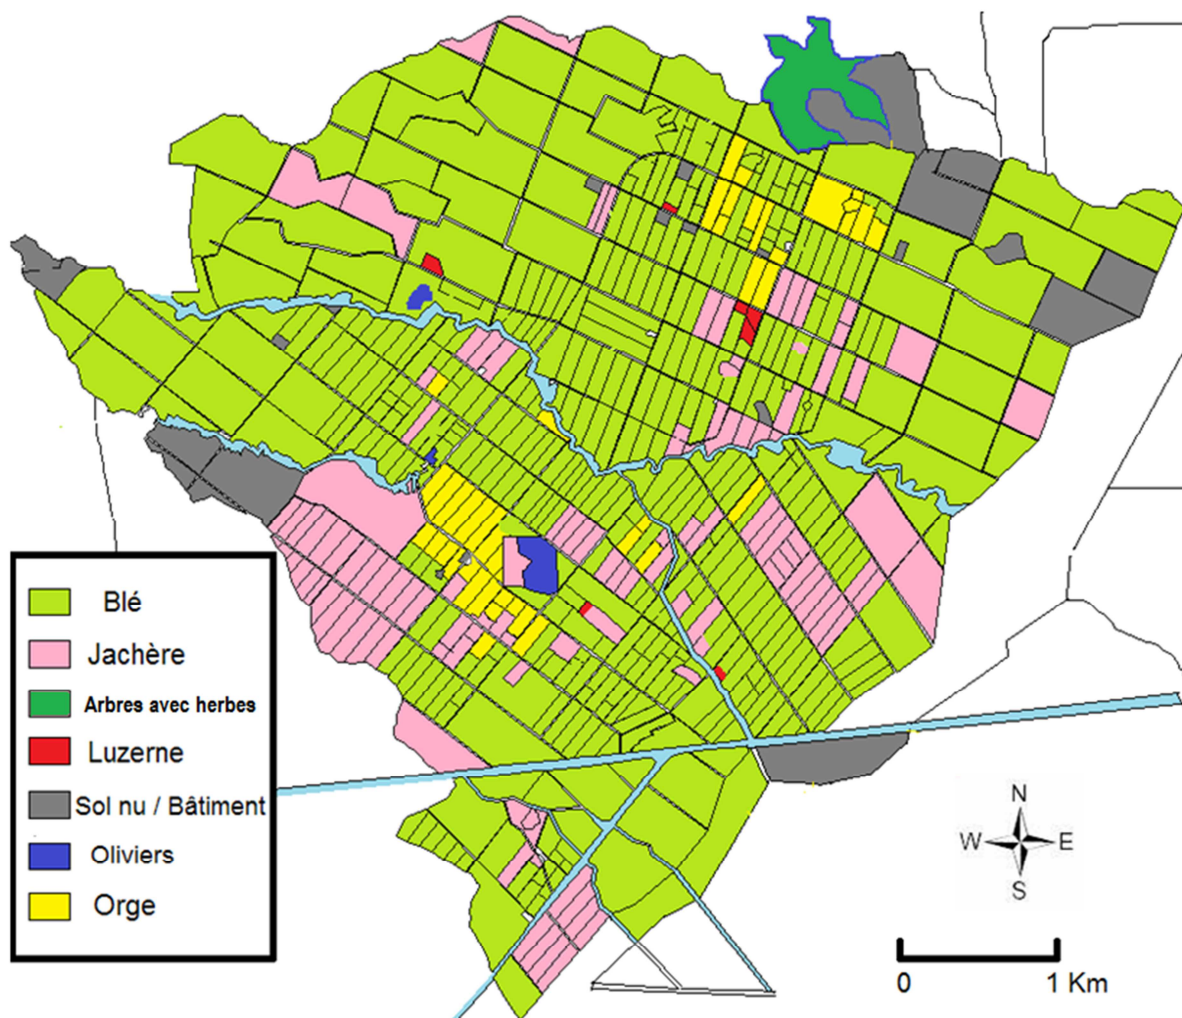 Blé
Jachère
Arbres avec herbes
Luzerne
Sol nu / Bâtiment
Oliviers
Orge
N
W E
S
0 1 Km